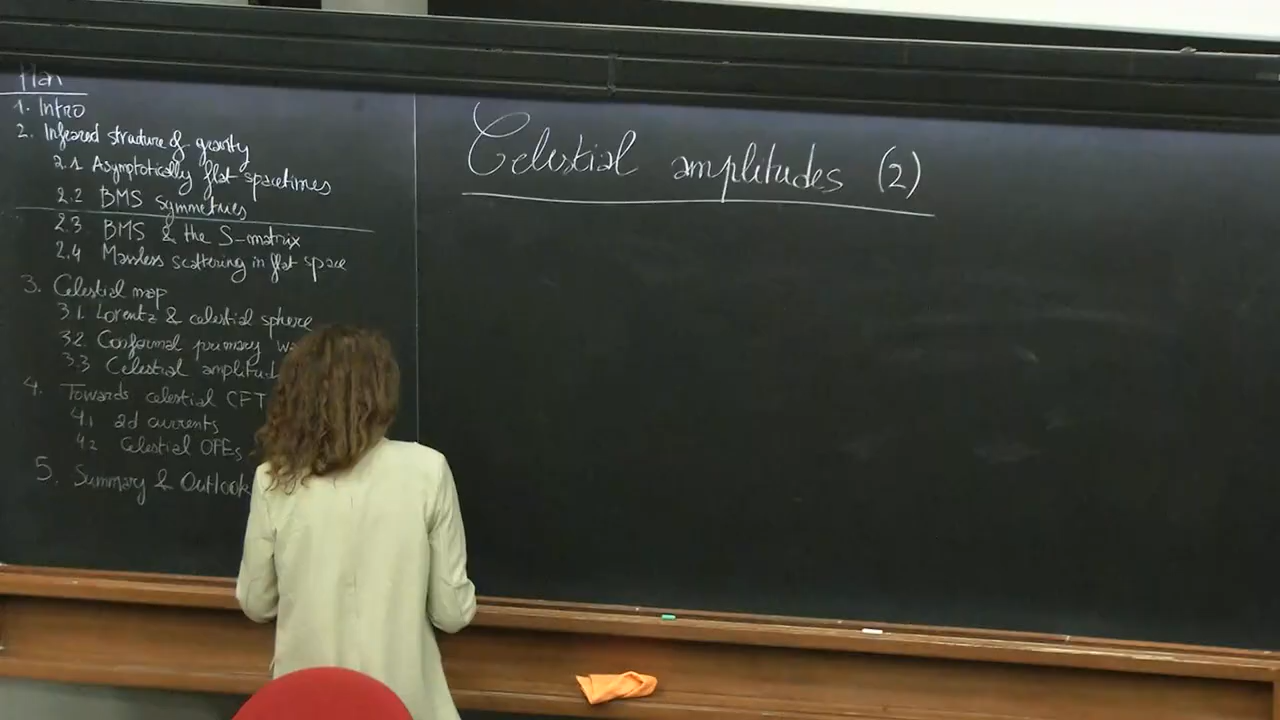 Plan
1. Intro
2. Infrared structure of gravity
2.1 Asymptotically flat spacetimes
2.2 BMS symmetries
2.3 BMS & the S-matrix
2.4 Massless scattering in flat space
3. Celestial map
3.1. Lorentz & celestial sphere
3.2. Conformal primary
3.3 Celestial
4. Towards celestial CFT
4.1 2d currents
4.2 Celestial OPEs
5. Summary & Outlook
Celestial amplitudes (2)